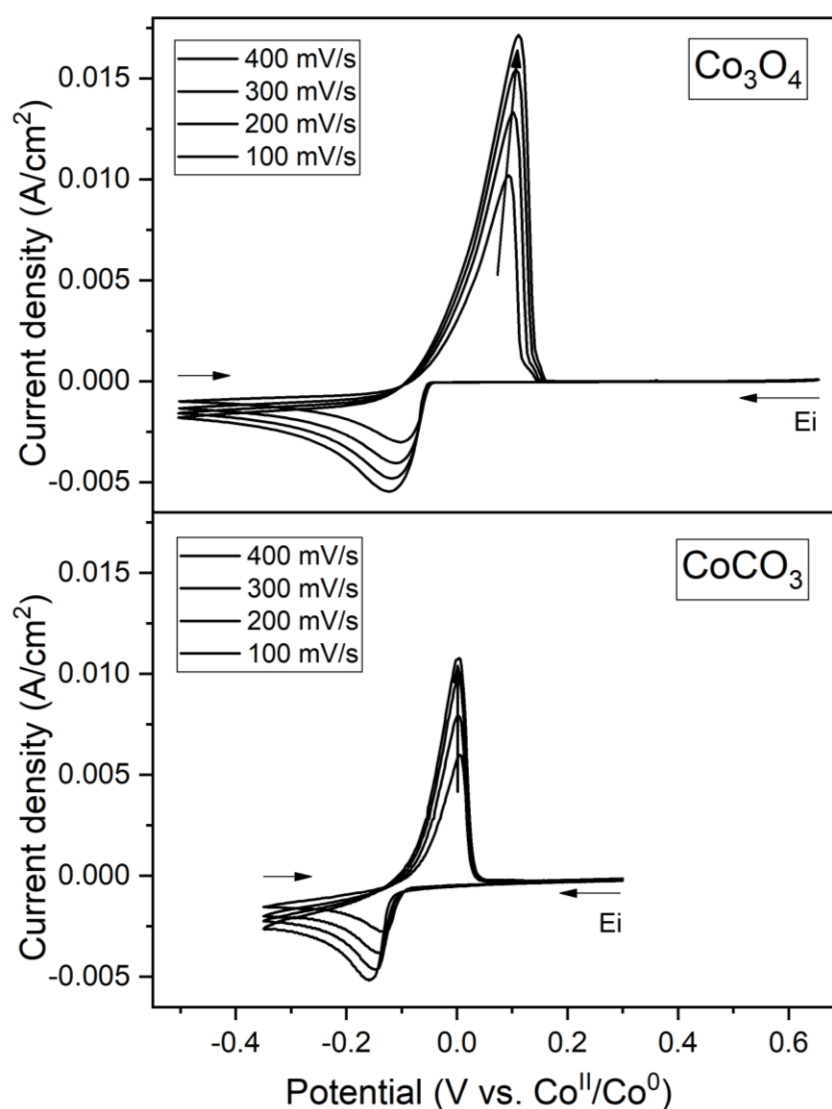 400 mV/s
300 mV/s
200 mV/s
100 mV/s
Co₃O₄
0.015
0.010
0.005
0.000
-0.005
Current density (A/cm²)
Ei
400 mV/s
300 mV/s
200 mV/s
100 mV/s
CoCO₃
0.015
0.010
0.005
0.000
-0.005
Current density (A/cm²)
Ei
-0.4 -0.2 0.0 0.2 0.4 0.6
Potential (V vs. Coᴵᴵ/Co⁰)